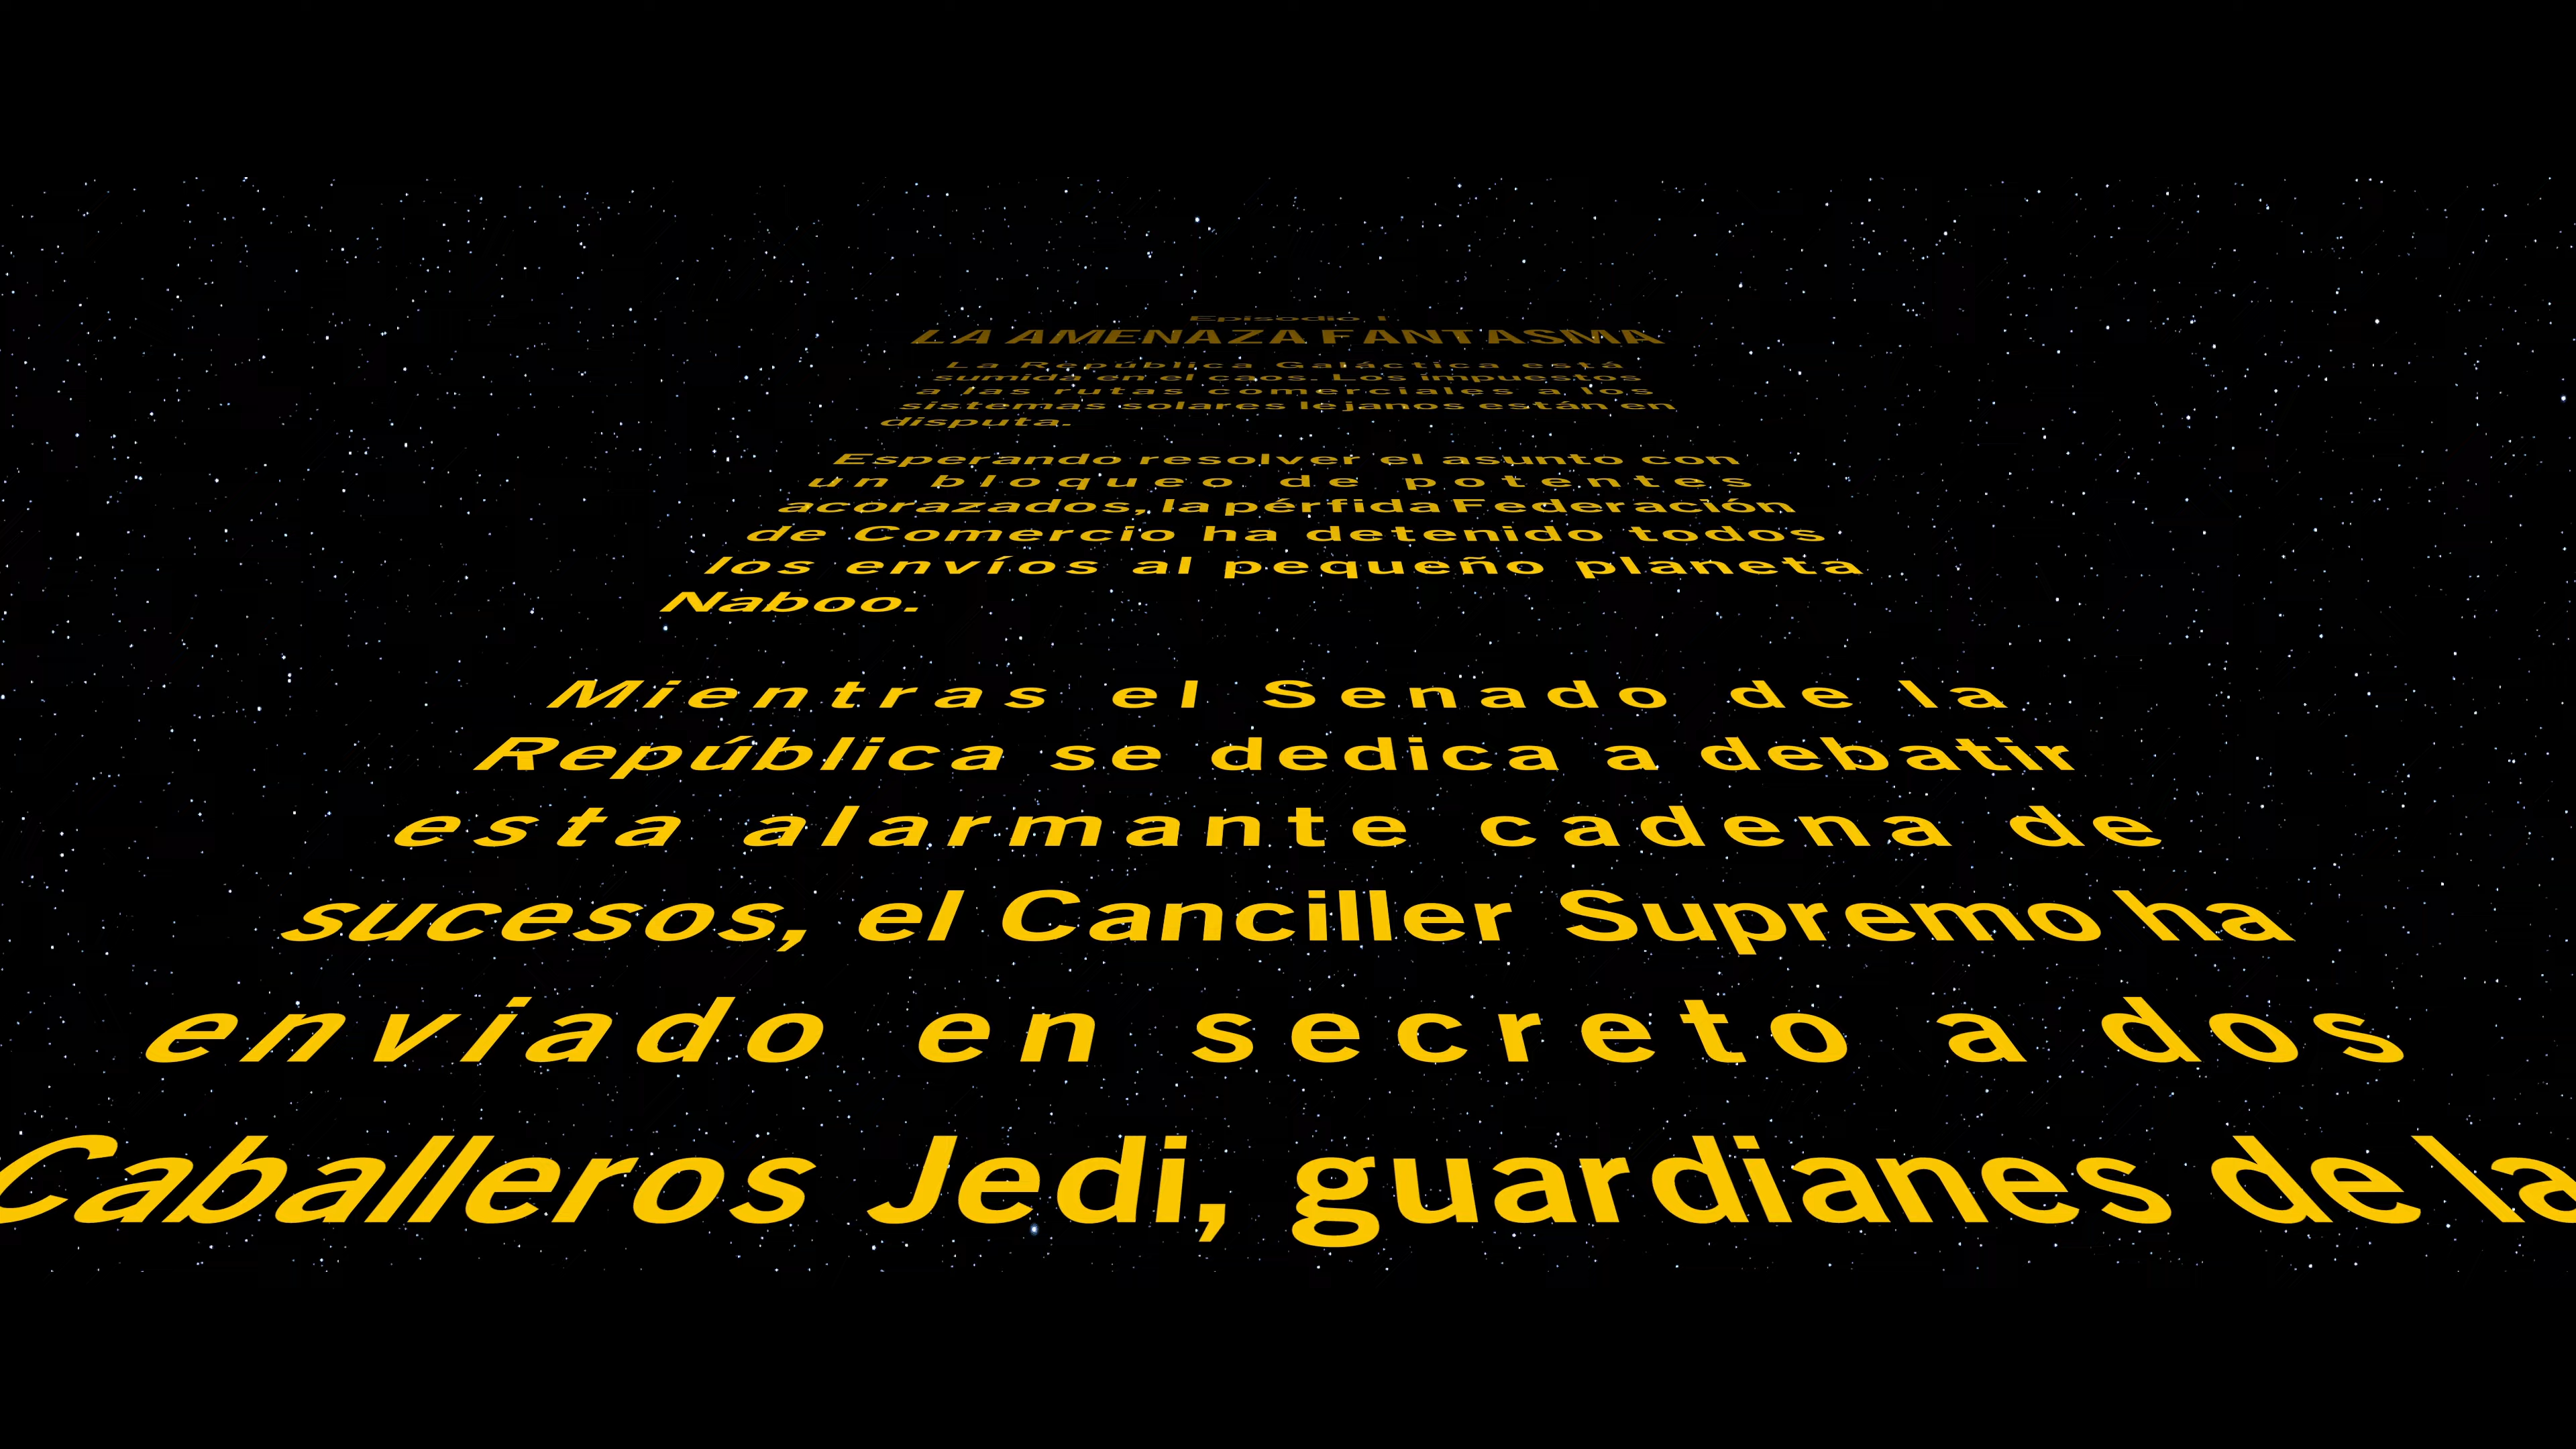 Episodio I
LA AMENAZA FANTASMA
La República Galáctica está
sumida en el caos. Los impuestos
a las rutas comerciales a los
sistemas solares lejanos están en
disputa.
Esperando resolver el asunto con
un bloqueo de potentes
acorazados, la pérfida Federación
de Comercio ha detenido todos
los envíos al pequeño planeta
Naboo.
Mientras el Senado de la
República se dedica a debatir
esta alarmante cadena de
sucesos, el Canciller Supremo ha
enviado en secreto a dos
Caballeros Jedi, guardianes de la